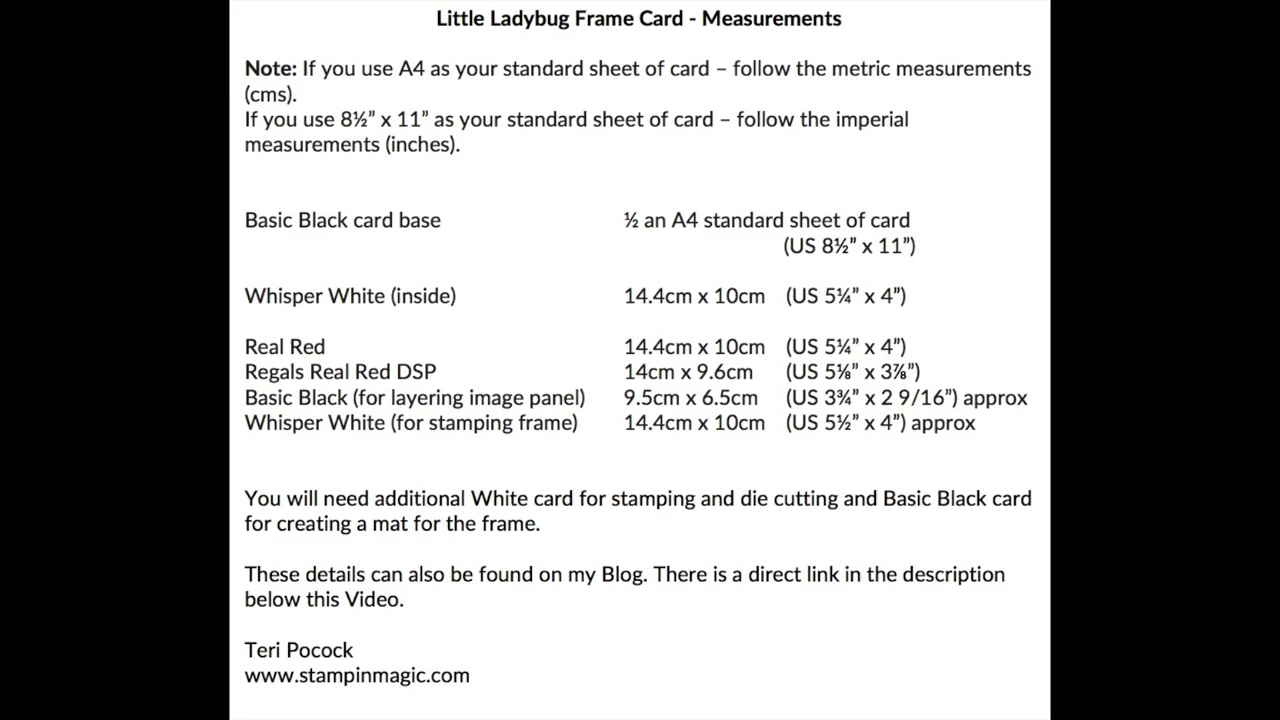 Little Ladybug Frame Card - Measurements
Note: If you use A4 as your standard sheet of card – follow the metric measurements
(cms).
If you use 8½” x 11” as your standard sheet of card – follow the imperial
measurements (inches).
Basic Black card base ½ an A4 standard sheet of card
(US 8½” x 11”)
Whisper White (inside) 14.4cm x 10cm (US 5¼” x 4”)
Real Red 14.4cm x 10cm (US 5¼” x 4”)
Regals Real Red DSP 14cm x 9.6cm (US 5⅛” x 3⅞”)
Basic Black (for layering image panel) 9.5cm x 6.5cm (US 3¾” x 2 9/16”) approx
Whisper White (for stamping frame) 14.4cm x 10cm (US 5½” x 4”) approx
You will need additional White card for stamping and die cutting and Basic Black card
for creating a mat for the frame.
These details can also be found on my Blog. There is a direct link in the description
below this Video.
Teri Pocock
www.stampinmagic.com